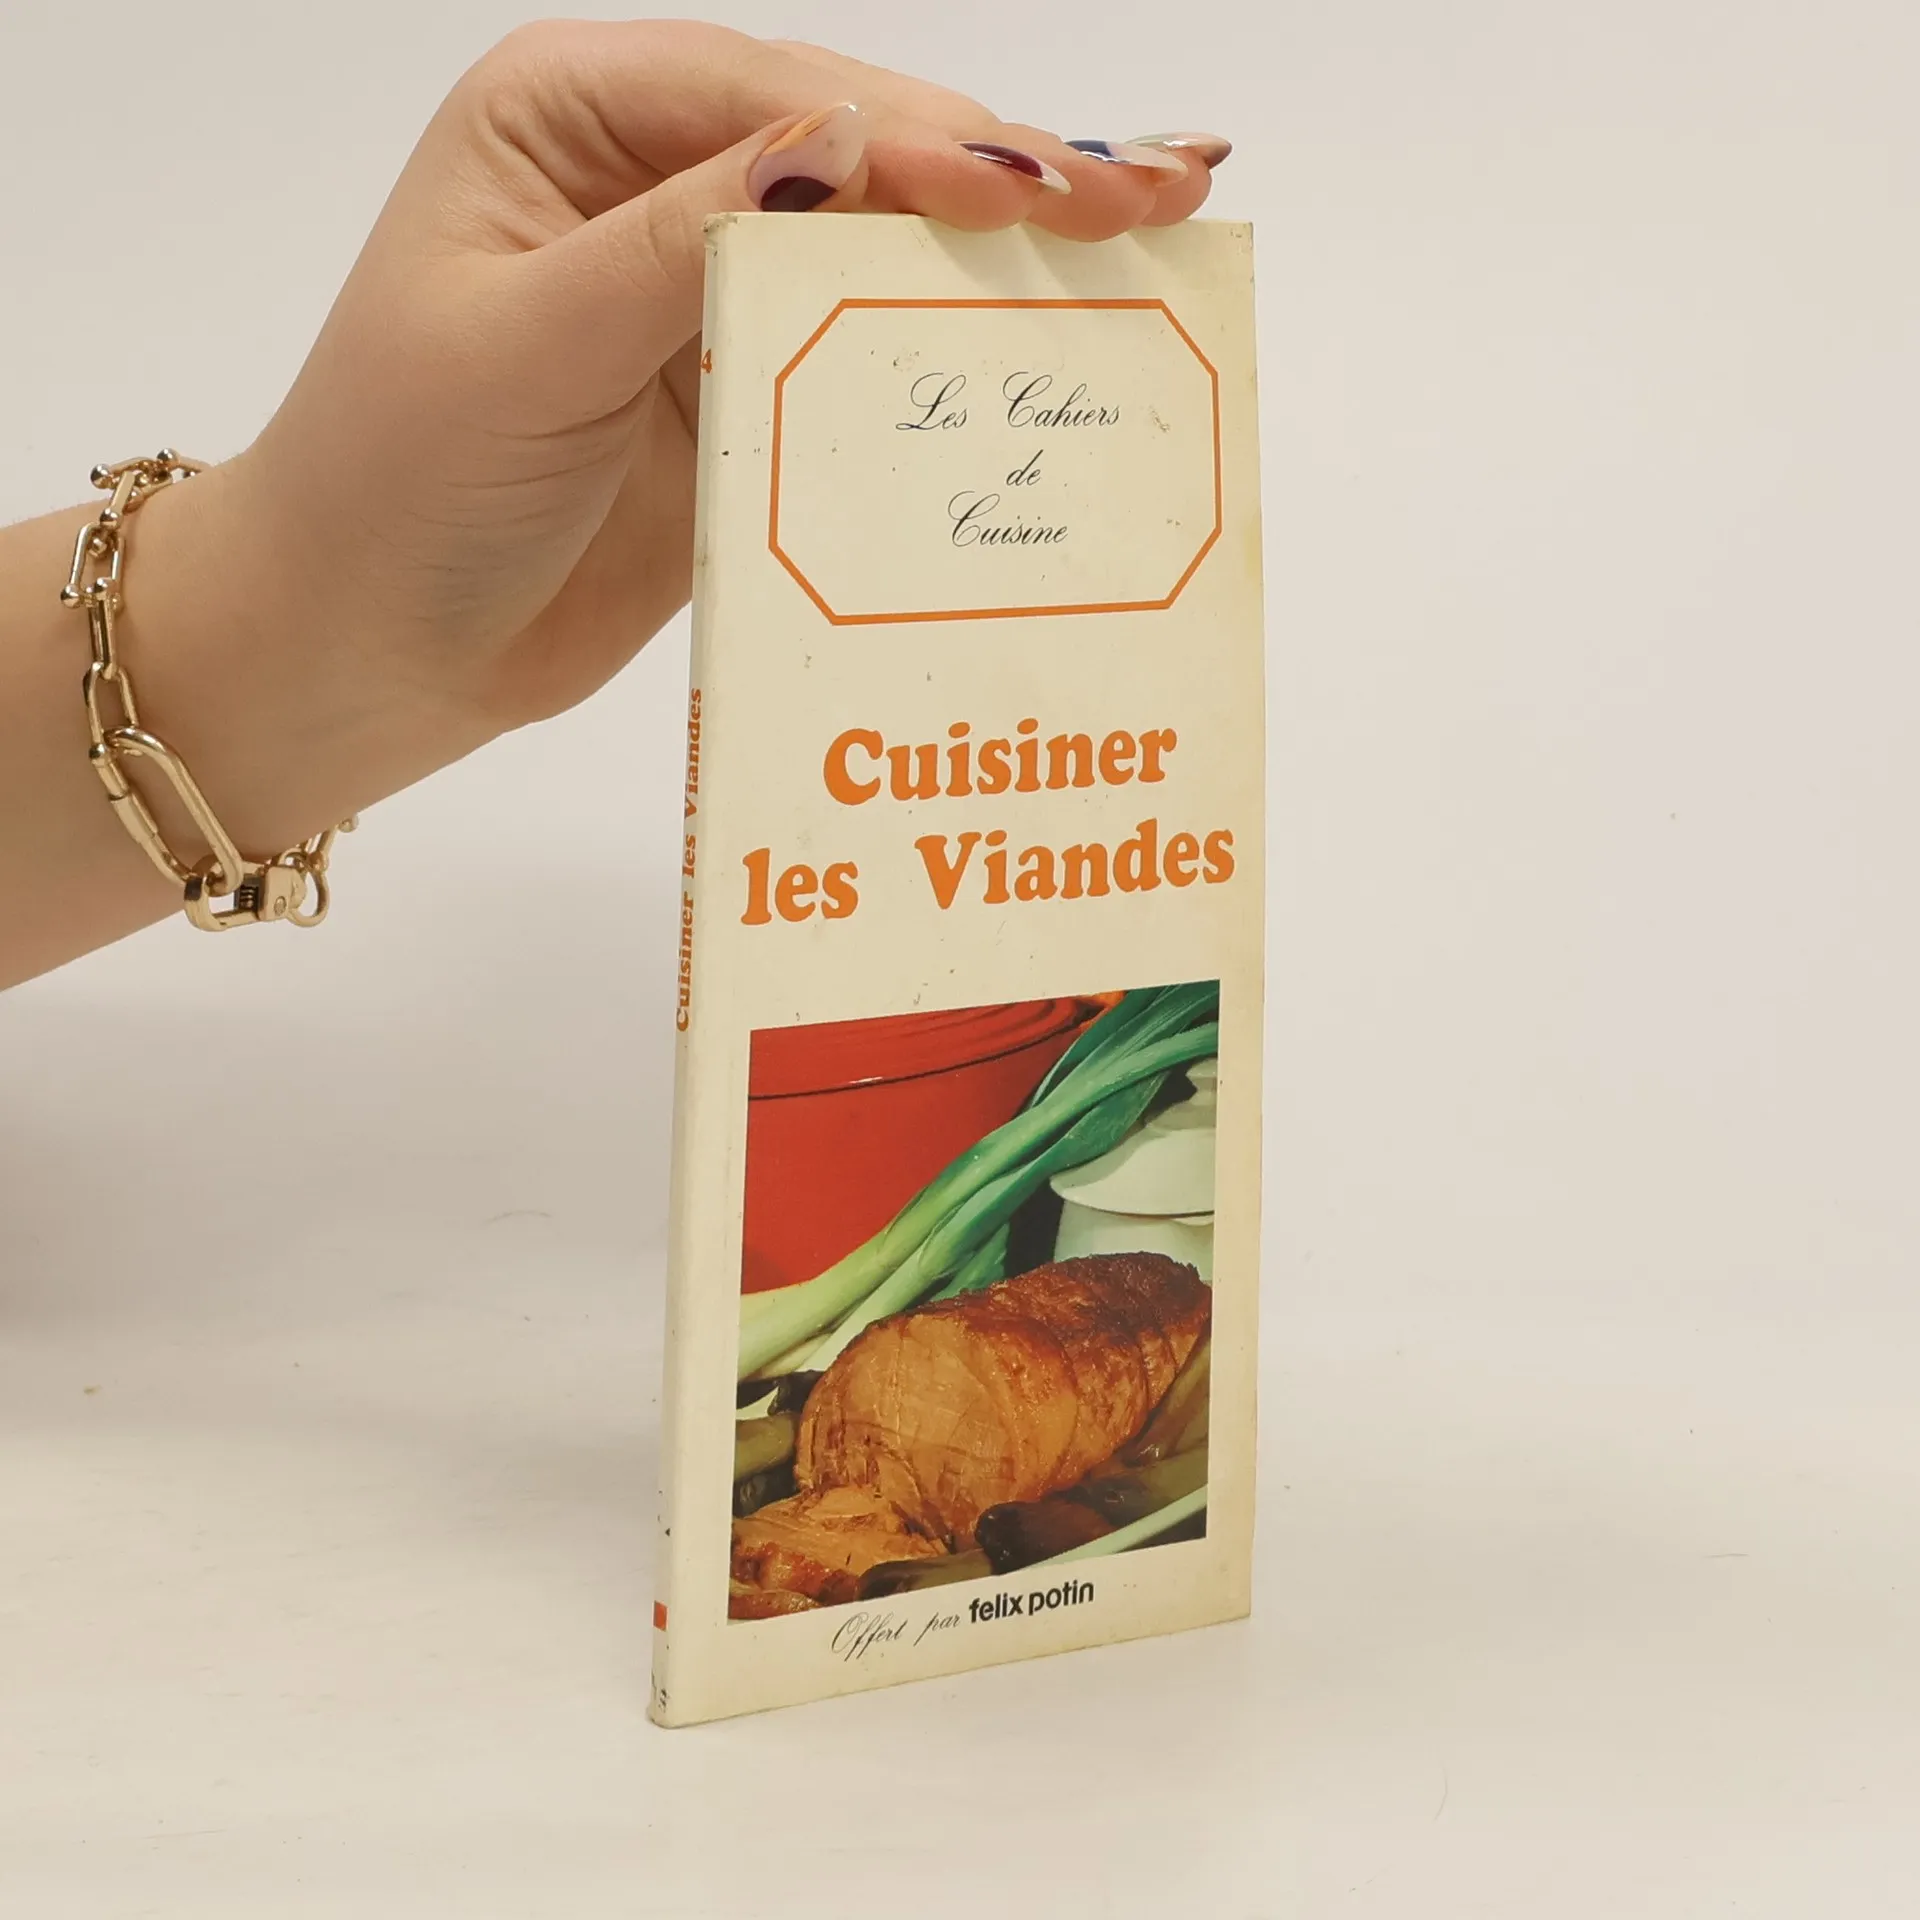 Les Cahiers
de
Cuisine
Cuisiner
les Viandes
Offert par felix potin
4
Cuisiner les Viandes